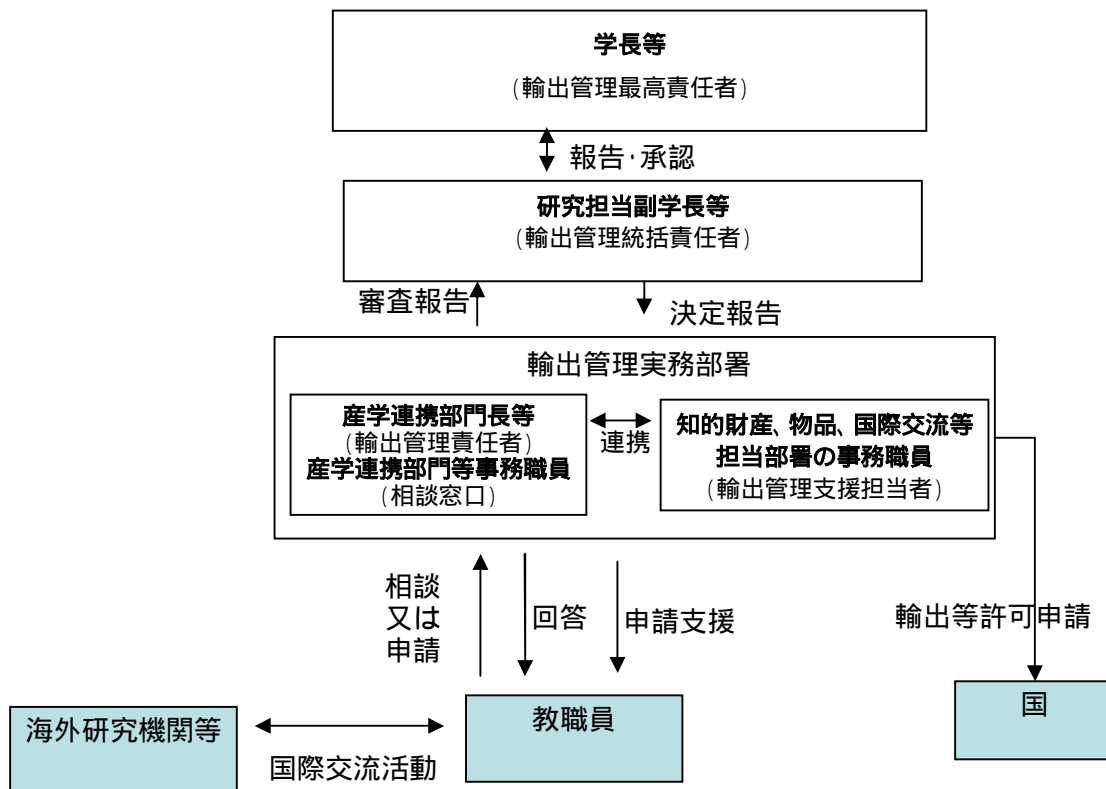 学長等
(輸出管理最高責任者)
報告･承認
研究担当副学長等
(輸出管理統括責任者)
審査報告
決定報告
輸出管理実務部署
産学連携部門長等
(輸出管理責任者)
産学連携部門等事務職員
(相談窓口)
連携
知的財産、物品、国際交流等
担当部署の事務職員
(輸出管理支援担当者)
相談
又は
申請
回答
申請支援
輸出等許可申請
海外研究機関等
国際交流活動
教職員
国